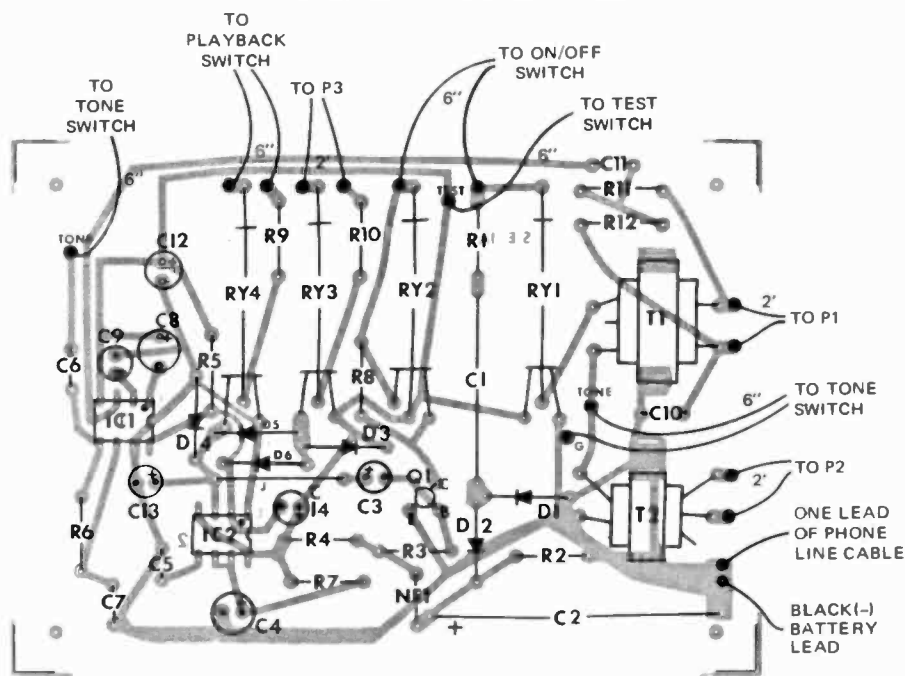 TO
PLAYBACK
SWITCH
TO ON/OFF
SWITCH
TO
TONE
SWITCH
TO P3
6"
TO TEST
SWITCH
6"
6"
2'
6"
C11
R11
TEST
R12
TONE
C12
R9
R10
R1
RY4
RY3
RY2
RY1
T1
2'
TO P1
C9
C8
C6
R5
R8
C1
TONE
6"
TO TONE
SWITCH
C10
IC1
D4
D5
D3
G
D6
J
Q1
C
TO P2
2'
C13
C14
C3
E
B
D1
T2
ONE LEAD
OF PHONE
LINE CABLE
R6
IC2
R4
D2
R3
R2
C5
R7
NE1
C7
C4
C2
+
+
BLACK(-)
BATTERY
LEAD